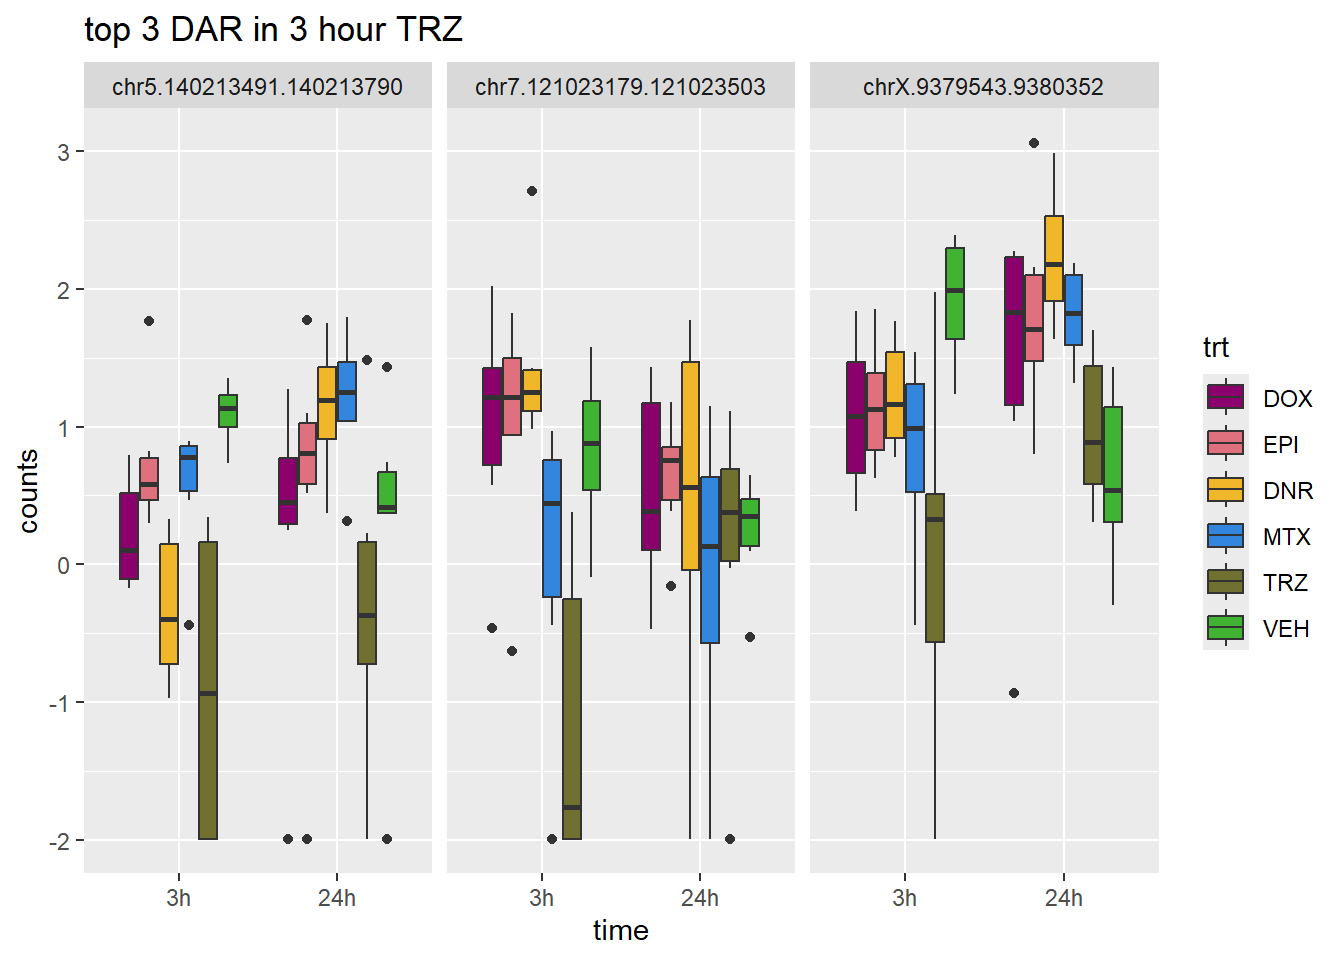 top 3 DAR in 3 hour TRZ
chr5.140213491.140213790
chr7.121023179.121023503
chrX.9379543.9380352
counts
3
2
1
0
-1
-2
3h
24h
3h
24h
3h
24h
time
trt
DOX
EPI
DNR
MTX
TRZ
VEH